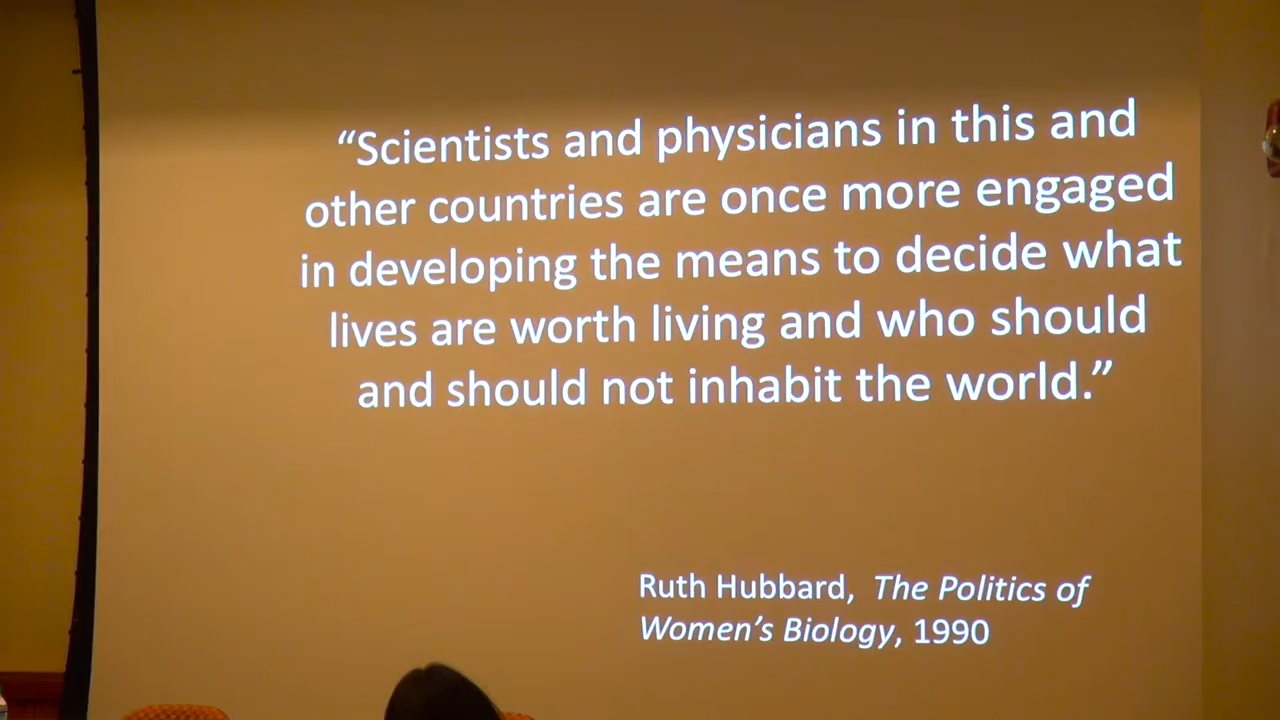 “Scientists and physicians in this and
other countries are once more engaged
in developing the means to decide what
lives are worth living and who should
and should not inhabit the world.”
Ruth Hubbard, The Politics of
Women’s Biology, 1990